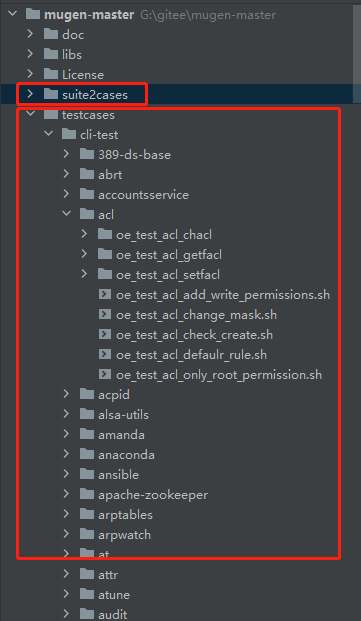 mugen-master G:\gitee\mugen-master
doc
libs
License
suite2cases
testcases
cli-test
389-ds-base
abrt
accountsservice
acl
oe_test_acl_chacl
oe_test_acl_getfacl
oe_test_acl_setfacl
oe_test_acl_add_write_permissions.sh
oe_test_acl_change_mask.sh
oe_test_acl_check_create.sh
oe_test_acl_defaulr_rule.sh
oe_test_acl_only_root_permission.sh
acpid
alsa-utils
amanda
anaconda
ansible
apache-zookeeper
arptables
arpwatch
at
attr
atune
audit